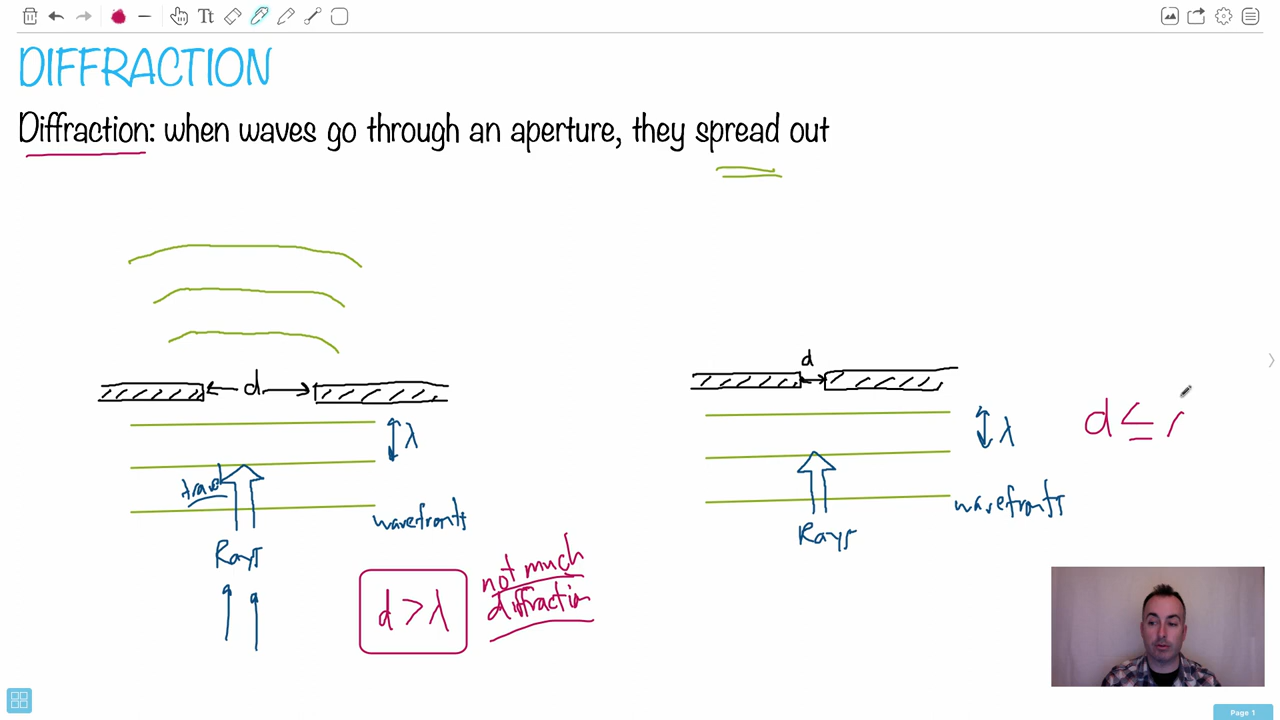 Tt
DIFFRACTION
Diffraction: when waves go through an aperture, they spread out
d
λ
travel
wavefronts
Rays
d > λ
not much
diffraction
d
λ
wavefronts
Rays
d ≤
Page 1